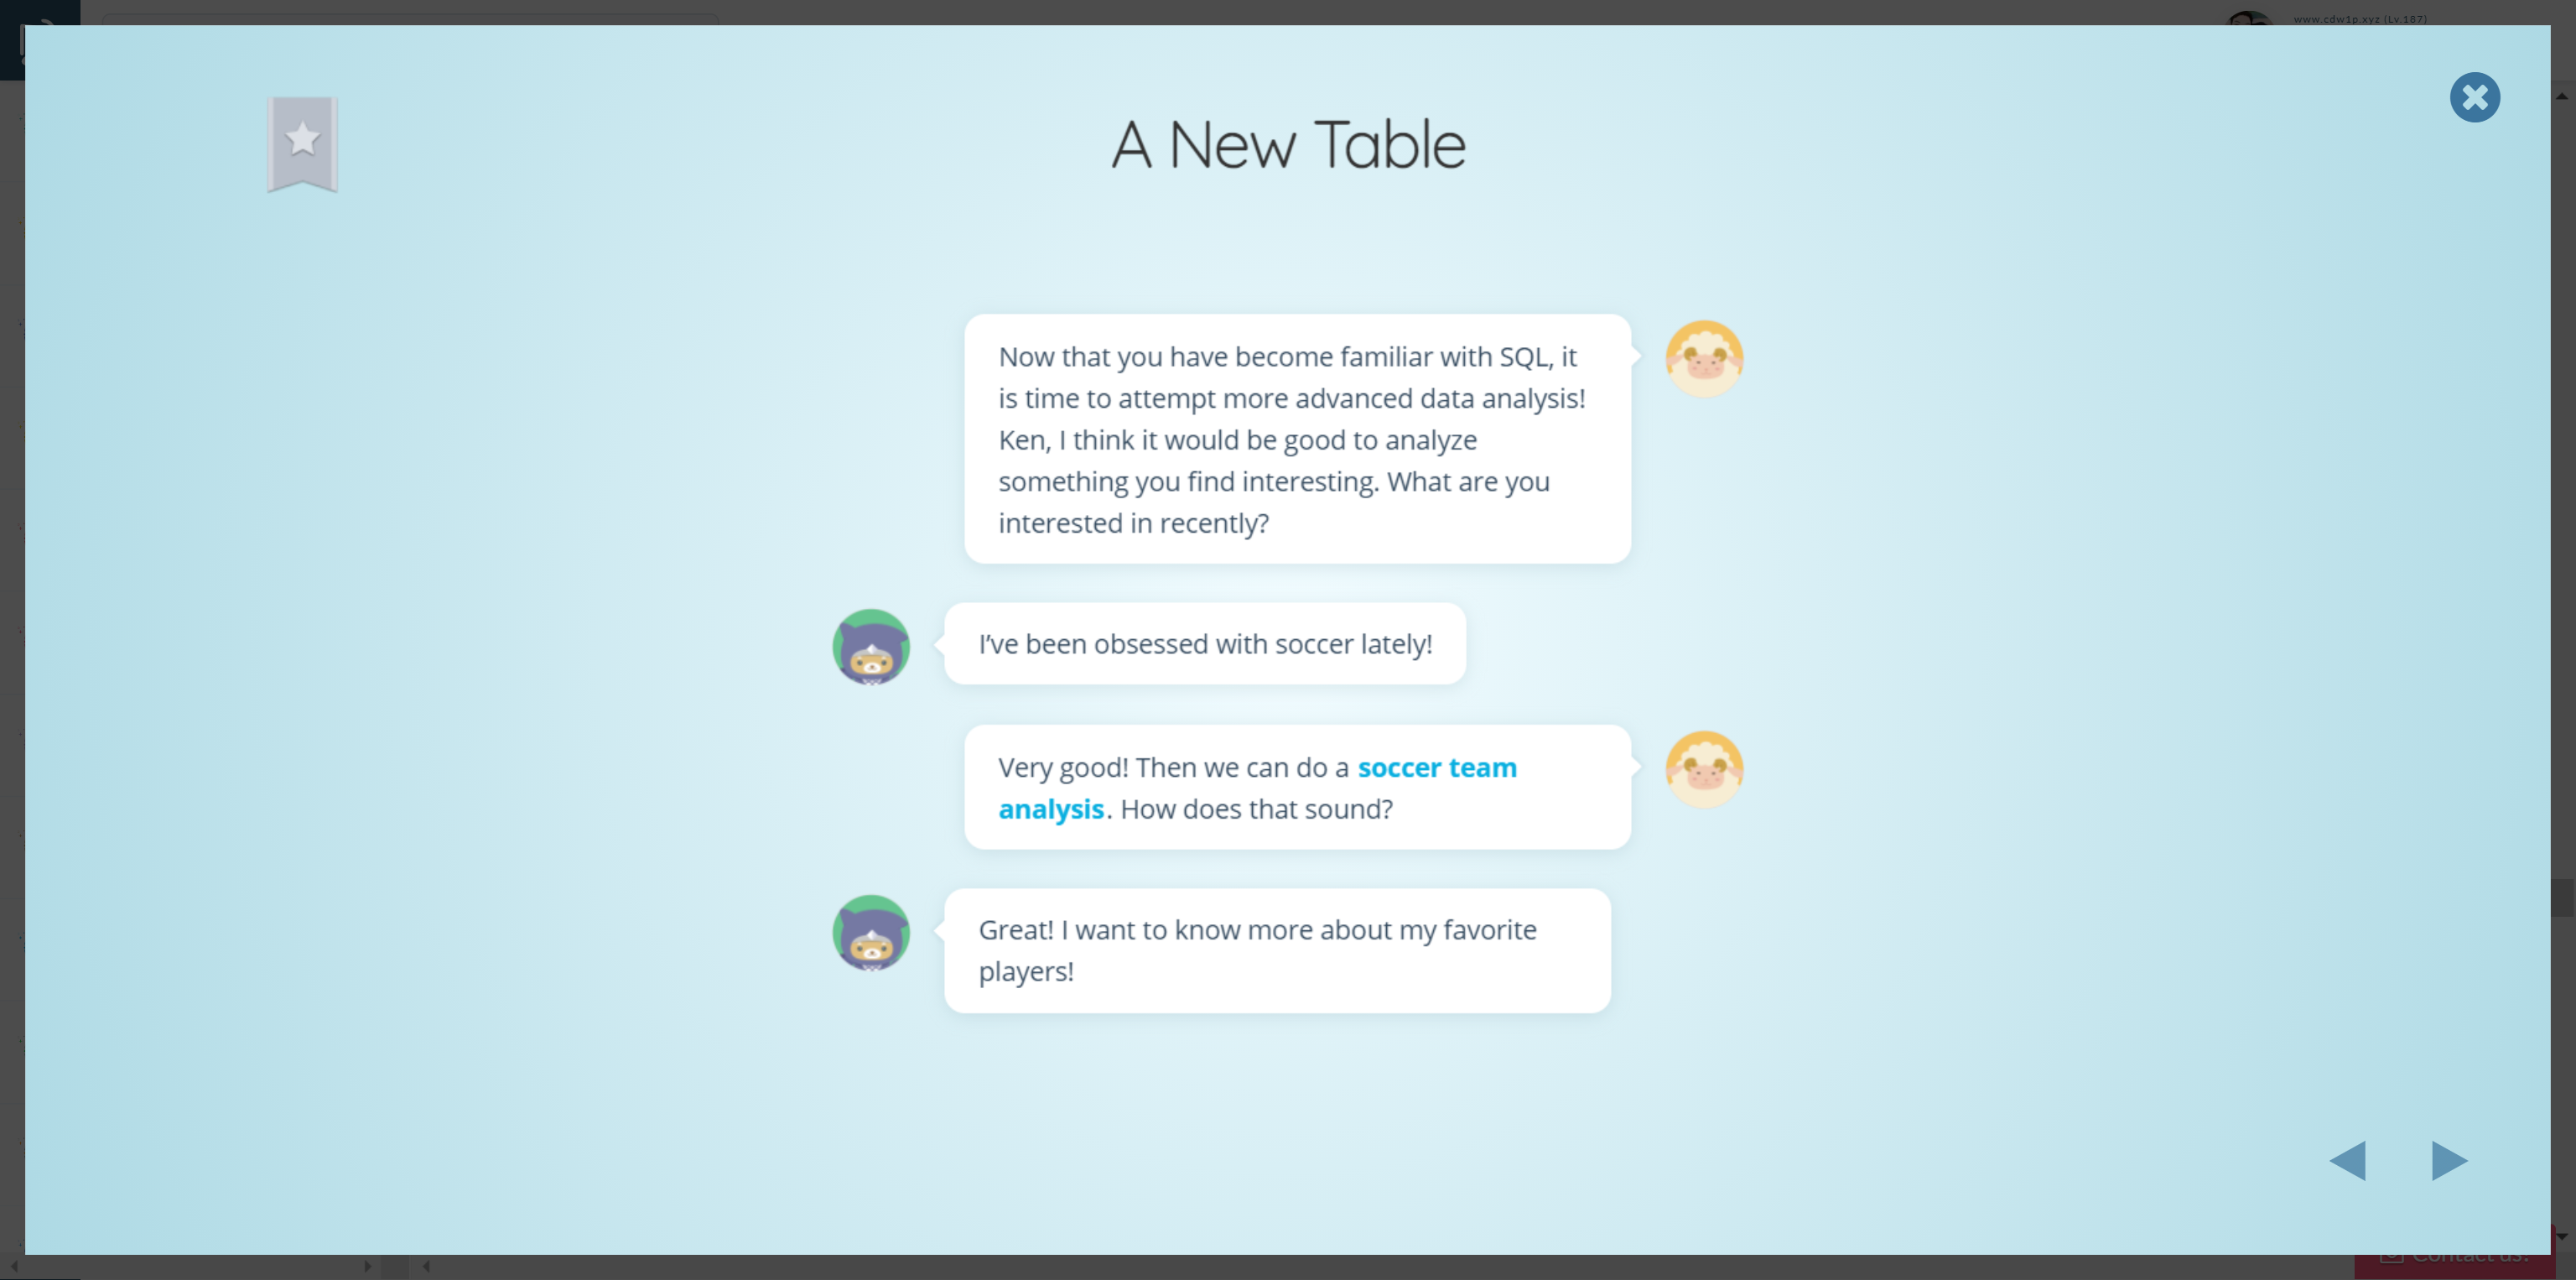 www.cdw1p.xyz (Lv.187)
A New Table
Now that you have become familiar with SQL, it
is time to attempt more advanced data analysis!
Ken, I think it would be good to analyze
something you find interesting. What are you
interested in recently?
I've been obsessed with soccer lately!
Very good! Then we can do a soccer team
analysis. How does that sound?
Great! I want to know more about my favorite
players!
Contact us!